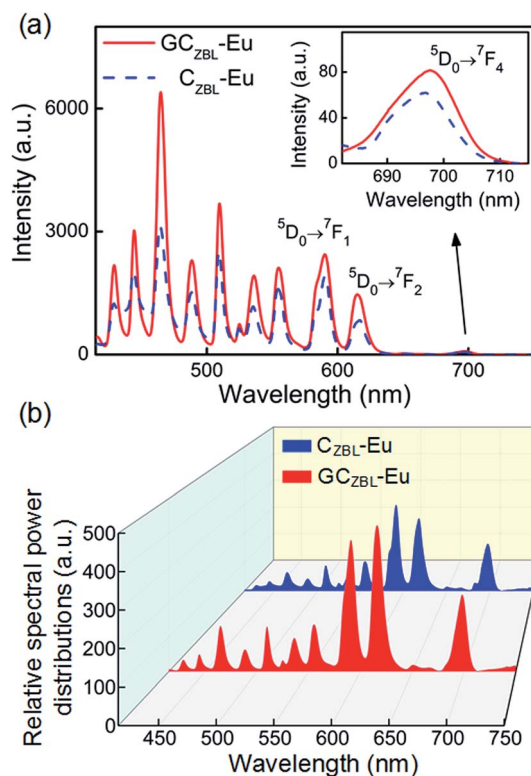 (a)
GC_ZBL-Eu
C_ZBL-Eu
⁵D₀→⁷F₄
Intensity (a.u.)
80
40
0
690 700 710
Wavelength (nm)
Intensity (a.u.)
6000
3000
0
⁵D₀→⁷F₁
⁵D₀→⁷F₂
500 600 700
Wavelength (nm)
(b)
C_ZBL-Eu
GC_ZBL-Eu
Relative spectral power
distributions (a.u.)
500
400
300
200
100
0
450 500 550 600 650 700 750
Wavelength (nm)